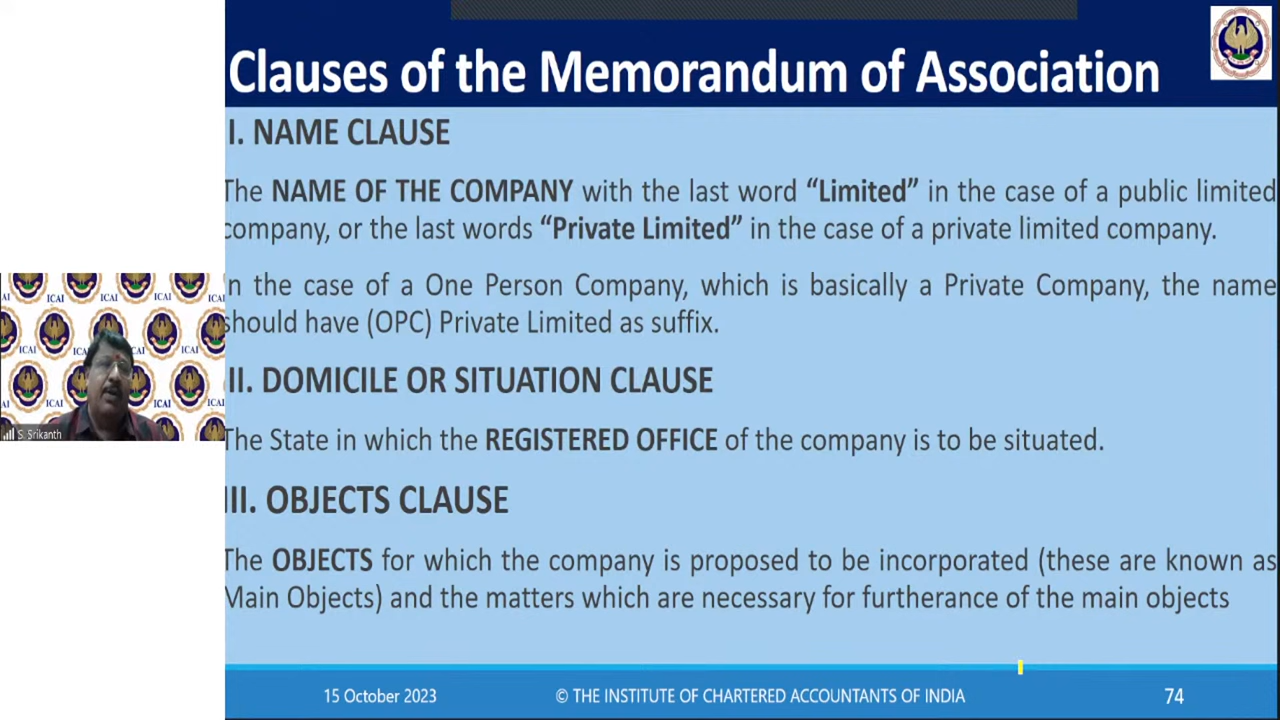 Clauses of the Memorandum of Association
I. NAME CLAUSE
The NAME OF THE COMPANY with the last word “Limited” in the case of a public limited
company, or the last words “Private Limited” in the case of a private limited company.
In the case of a One Person Company, which is basically a Private Company, the name
should have (OPC) Private Limited as suffix.
II. DOMICILE OR SITUATION CLAUSE
The State in which the REGISTERED OFFICE of the company is to be situated.
III. OBJECTS CLAUSE
The OBJECTS for which the company is proposed to be incorporated (these are known as
Main Objects) and the matters which are necessary for furtherance of the main objects
ICAI
ICAI
ICAI
S. Srikanth
15 October 2023 © THE INSTITUTE OF CHARTERED ACCOUNTANTS OF INDIA 74